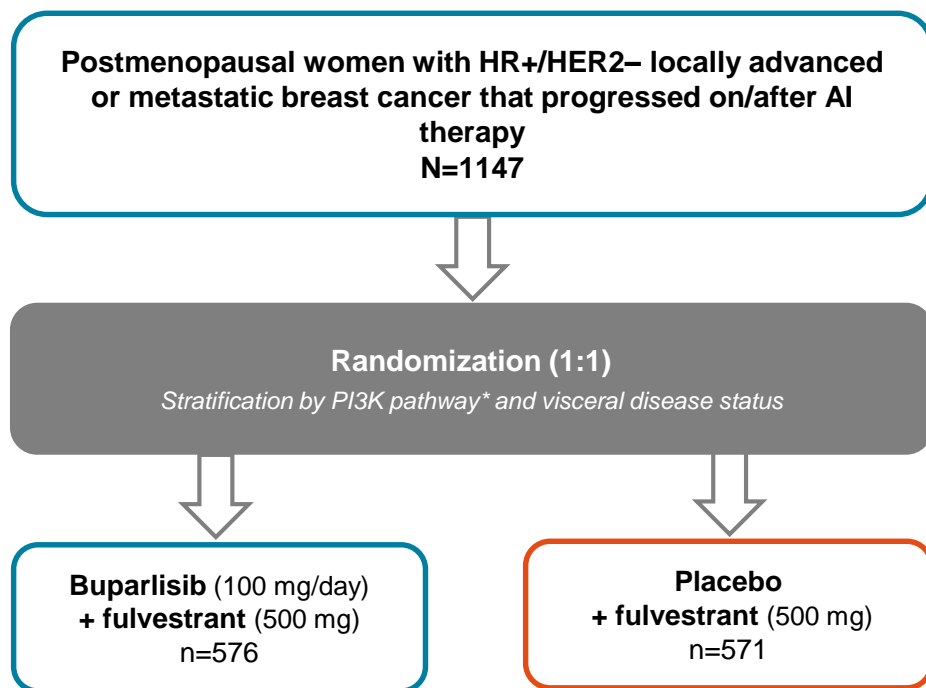 Postmenopausal women with HR+/HER2– locally advanced
or metastatic breast cancer that progressed on/after AI
therapy
N=1147
Randomization (1:1)
Stratification by PI3K pathway* and visceral disease status
Buparlisib (100 mg/day)
+ fulvestrant (500 mg)
n=576
Placebo
+ fulvestrant (500 mg)
n=571